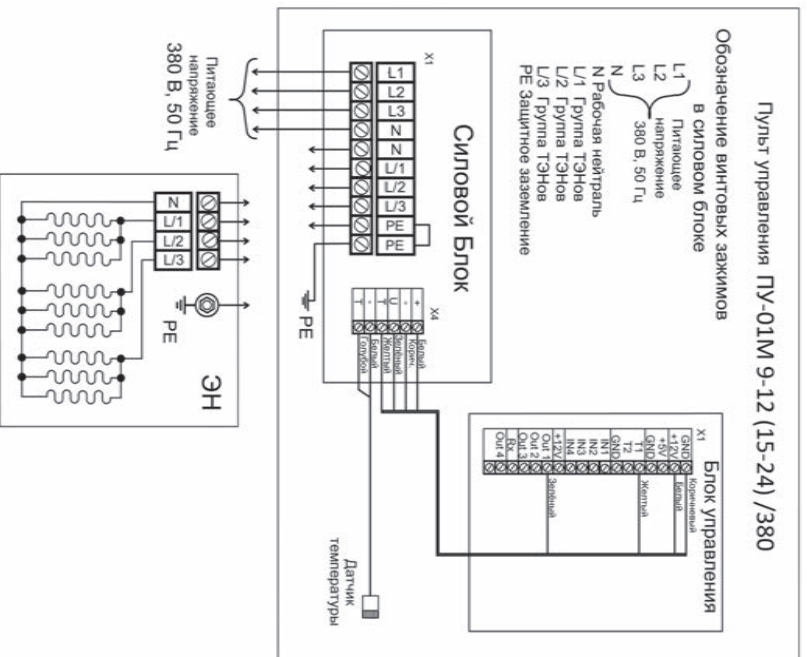 Пульт управления ПУ-01М 9-12 (15-24) /380
Обозначение винтовых зажимов
в силовом блоке
L1
L2
L3
N
Питающее
напряжение
380 В, 50 Гц
N Рабочая нейтраль
L/1 Группа ТЭНов
L/2 Группа ТЭНов
L/3 Группа ТЭНов
PE Защитное заземление
Силовой Блок
X1
L1
L2
L3
N
N
L/1
L/2
L/3
PE
PE
Питающее
напряжение
380 В, 50 Гц
PE
X4
+
-
U
T
-
T
Белый
Корич.
Зелёный
Желтый
Белый
Голубой
Блок управления
X1
GND
+12V
+5V
GND
T1
T2
GND
IN1
IN2
IN3
IN4
+12V
Out 1
Out 2
Out 3
Rx
Out 4
Коричневый
Белый
Желтый
Зелёный
Датчик
температуры
ЭН
N
L/1
L/2
L/3
PE